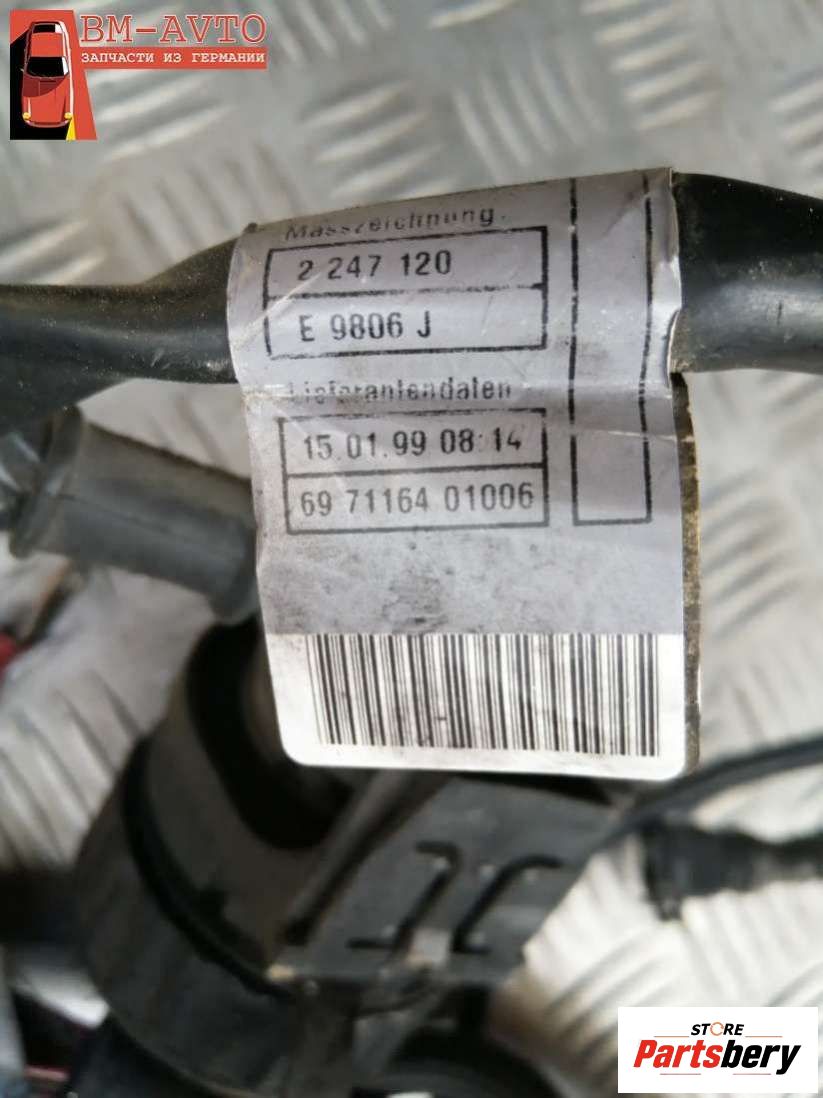 BM-AVTO
ЗАПЧАСТИ ИЗ ГЕРМАНИИ
Masszeichnung.
2 247 120
E 9806 J
Lieferantendaten
15.01.99 08:14
69 71164 01006
STORE
Partsbery